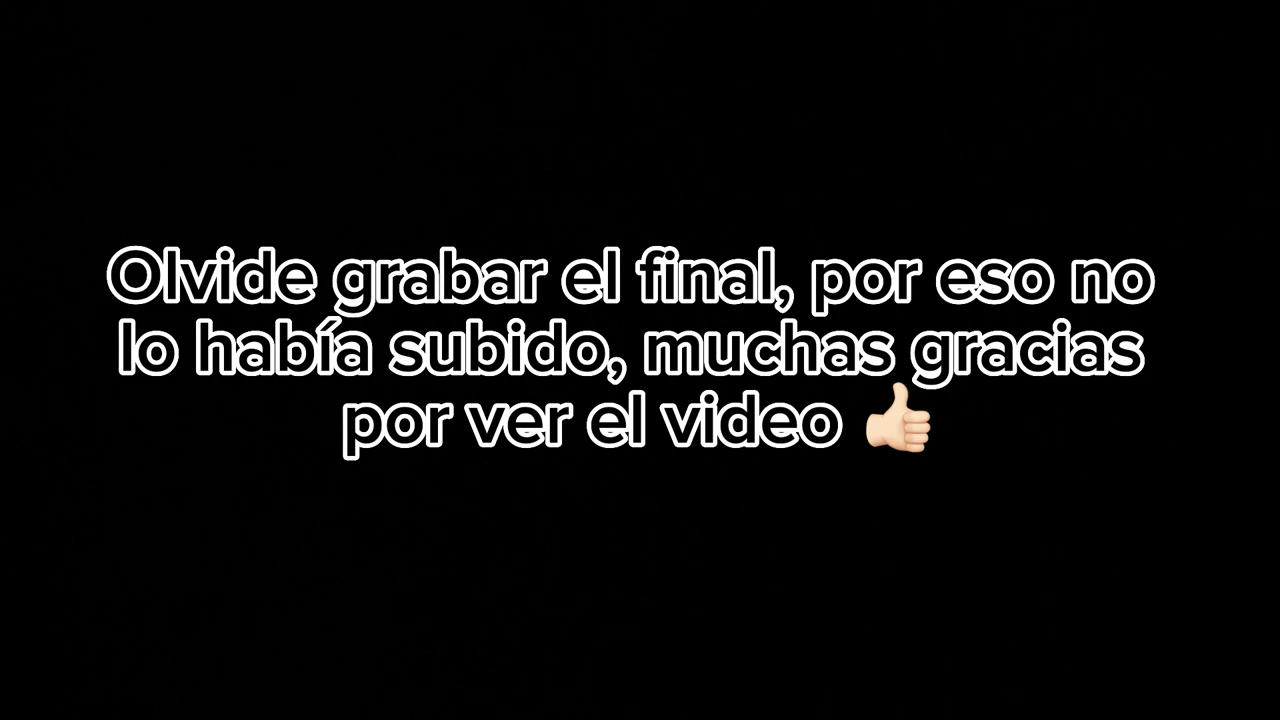 Olvide grabar el final, por eso no
lo había subido, muchas gracias
por ver el video 👍🏻